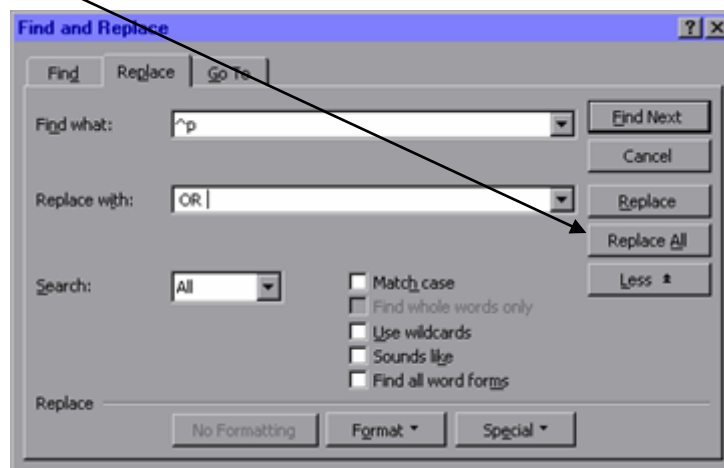 Find and Replace
Find Replace Go To
Find what: ^p Find Next
Cancel
Replace with: OR Replace
Replace All
Search: All Match case Less
Find whole words only
Use wildcards
Sounds like
Find all word forms
Replace
No Formatting Format Special